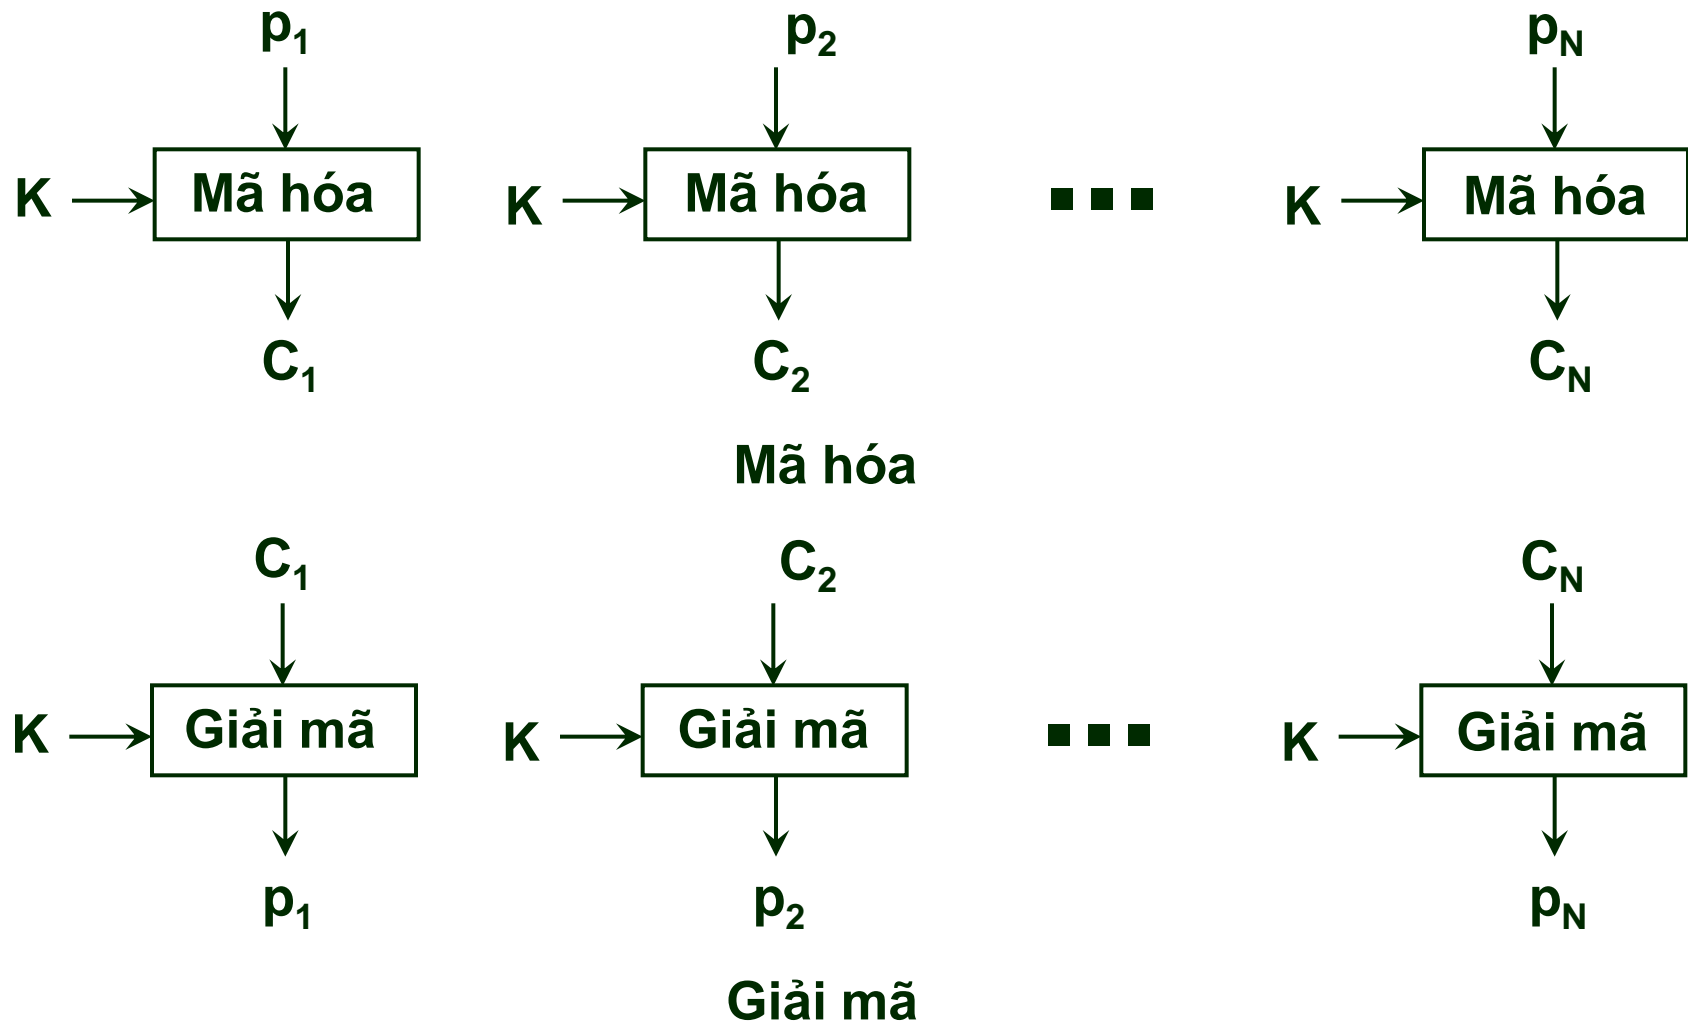 p1 p2 pN
K Mã hóa K Mã hóa K Mã hóa
C1 C2 CN
Mã hóa
C1 C2 CN
K Giải mã K Giải mã K Giải mã
p1 p2 pN
Giải mã